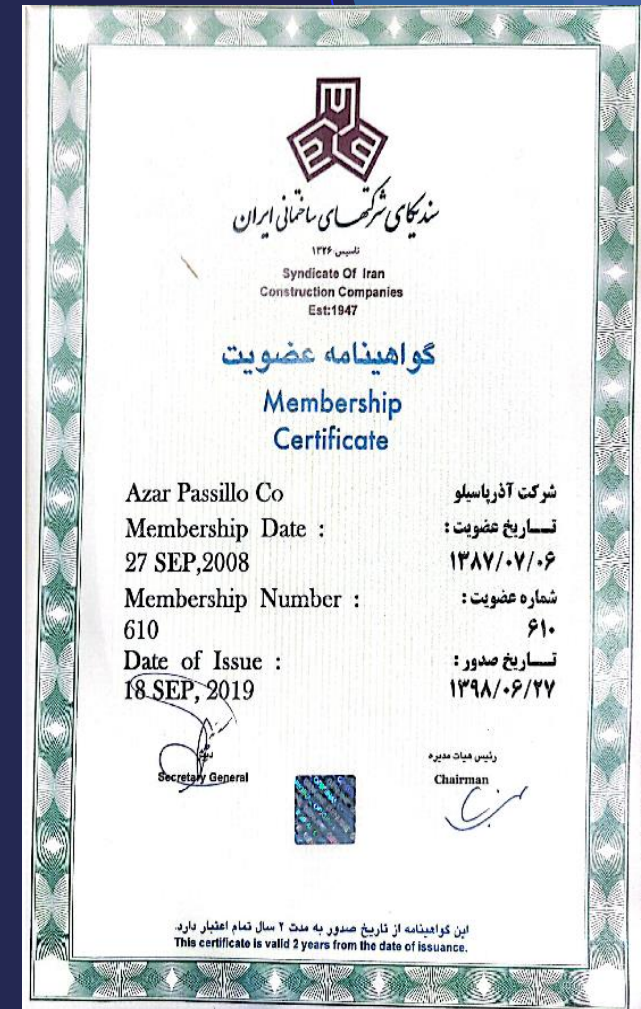 سندیکای شرکتهای ساختمانی ایران
تاسیس ۱۳۲۶
Syndicate Of Iran
Construction Companies
Est:1947
گواهینامه عضویت
Membership
Certificate
Azar Passillo Co شرکت آذرپاسیلو
Membership Date : تــاریخ عضویت :
27 SEP,2008 ۱۳۸۷/۰۷/۰۶
Membership Number : شماره عضویت :
610 ۶۱۰
Date of Issue : تــاریخ صدور :
18 SEP, 2019 ۱۳۹۸/۰۶/۲۷
رئیس هیات مدیره
Secretary General Chairman
این گواهینامه از تاریخ صدور به مدت ۲ سال تمام اعتبار دارد.
This certificate is valid 2 years from the date of issuance.